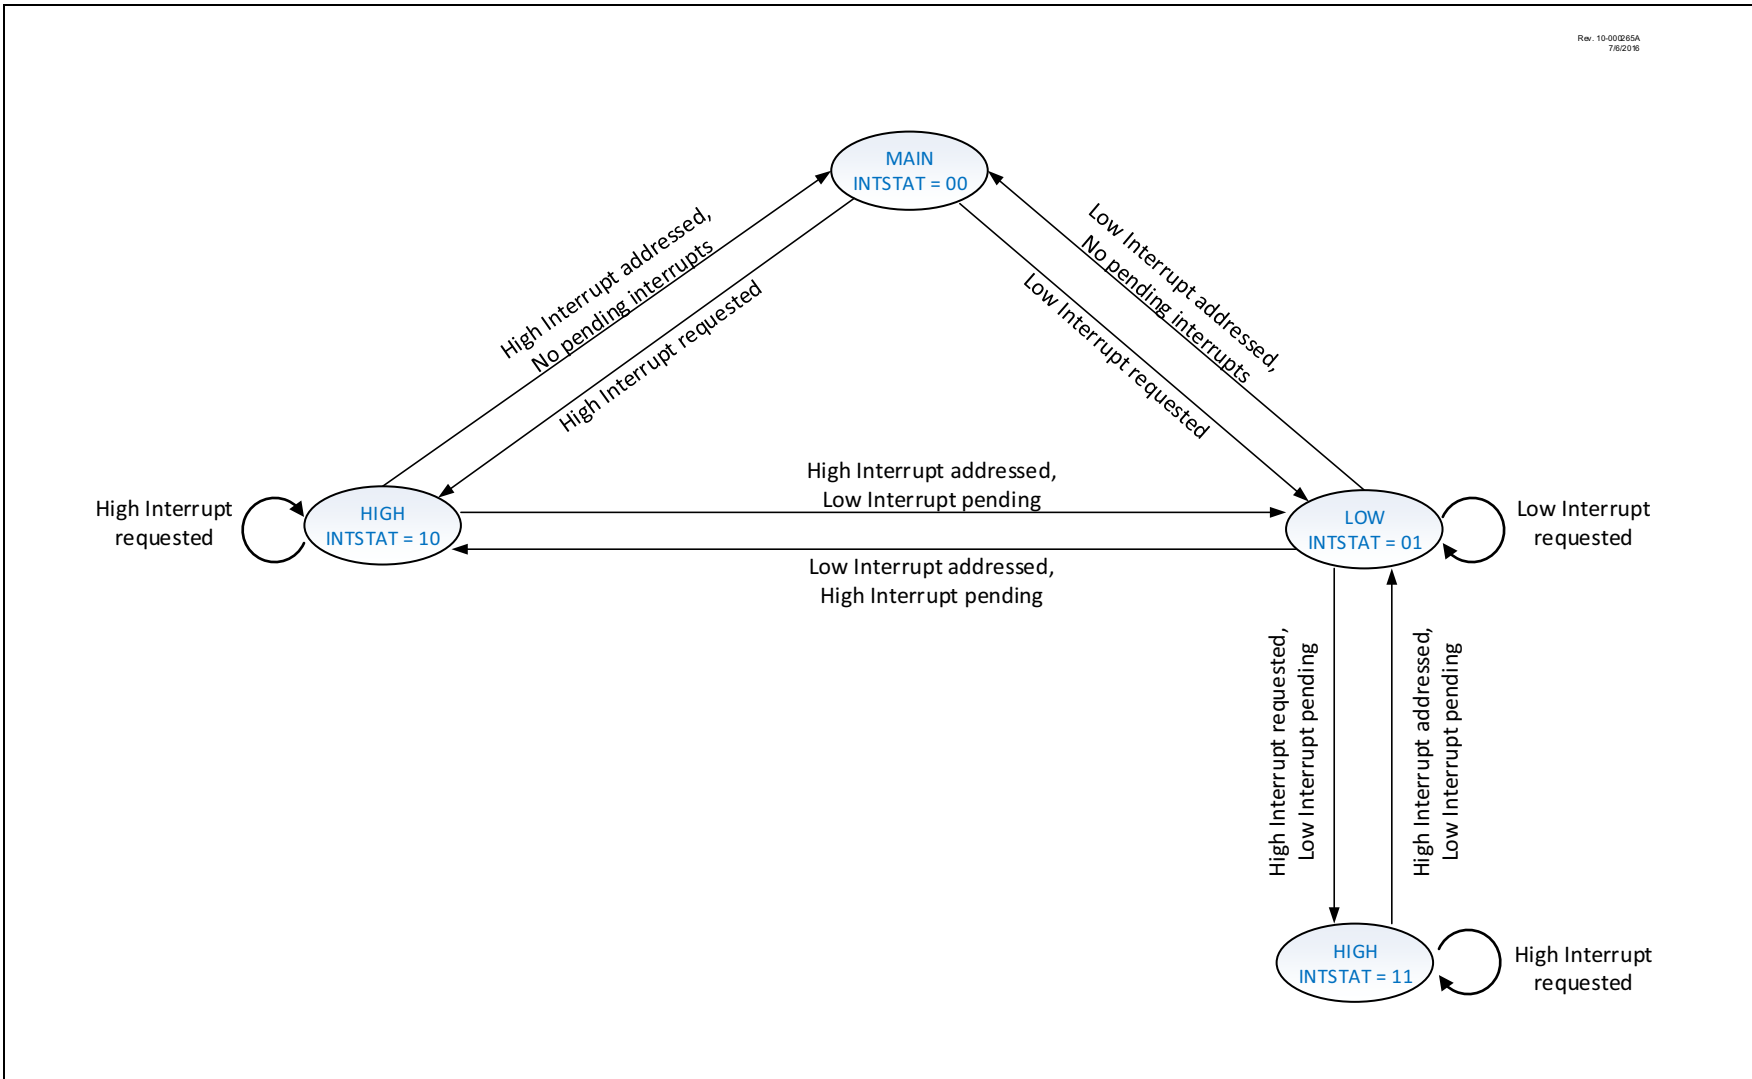 Rev. 10-000265A
7/6/2016
MAIN
INTSTAT = 00
High Interrupt addressed,
No pending interrupts
High Interrupt requested
Low Interrupt addressed,
No pending interrupts
Low Interrupt requested
High Interrupt addressed,
Low Interrupt pending
High Interrupt
requested
HIGH
INTSTAT = 10
LOW
INTSTAT = 01
Low Interrupt
requested
Low Interrupt addressed,
High Interrupt pending
High Interrupt requested,
Low Interrupt pending
High Interrupt addressed,
Low Interrupt pending
HIGH
INTSTAT = 11
High Interrupt
requested